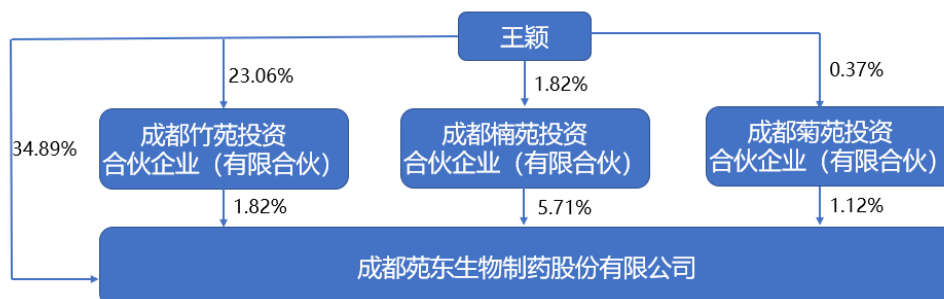 王颖
23.06%
1.82%
0.37%
34.89%
成都竹苑投资
合伙企业（有限合伙）
成都楠苑投资
合伙企业（有限合伙）
成都菊苑投资
合伙企业（有限合伙）
1.82%
5.71%
1.12%
成都苑东生物制药股份有限公司